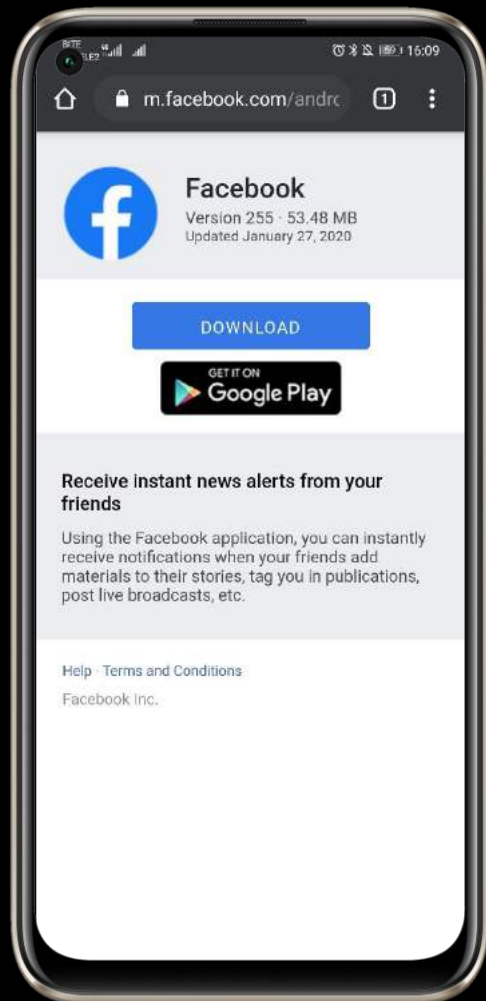 BITE
16:09
m.facebook.com/andrc
1
Facebook
Version 255 · 53.48 MB
Updated January 27, 2020
DOWNLOAD
GET IT ON
Google Play
Receive instant news alerts from your
friends
Using the Facebook application, you can instantly
receive notifications when your friends add
materials to their stories, tag you in publications,
post live broadcasts, etc.
Help · Terms and Conditions
Facebook Inc.